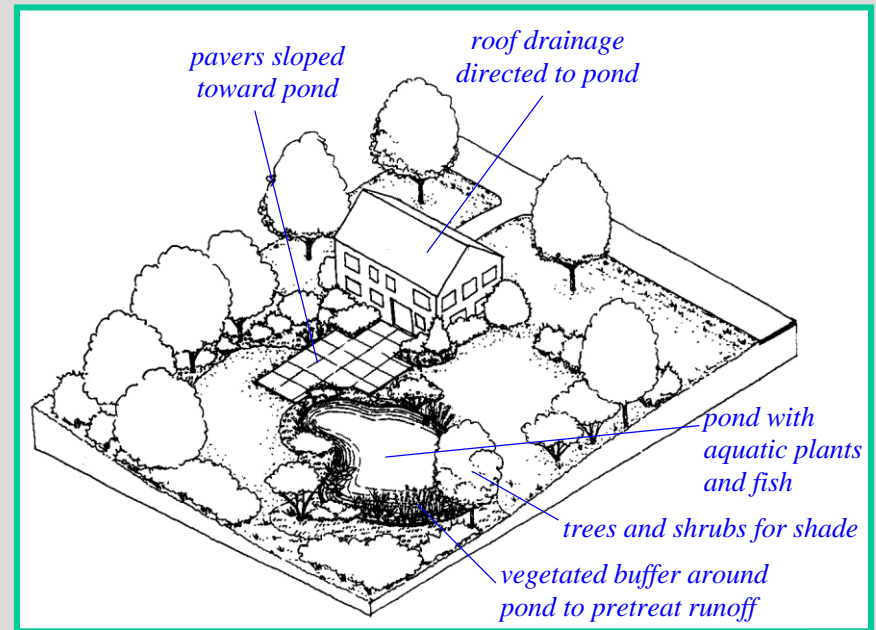 pavers sloped
toward pond
roof drainage
directed to pond
pond with
aquatic plants
and fish
trees and shrubs for shade
vegetated buffer around
pond to pretreat runoff